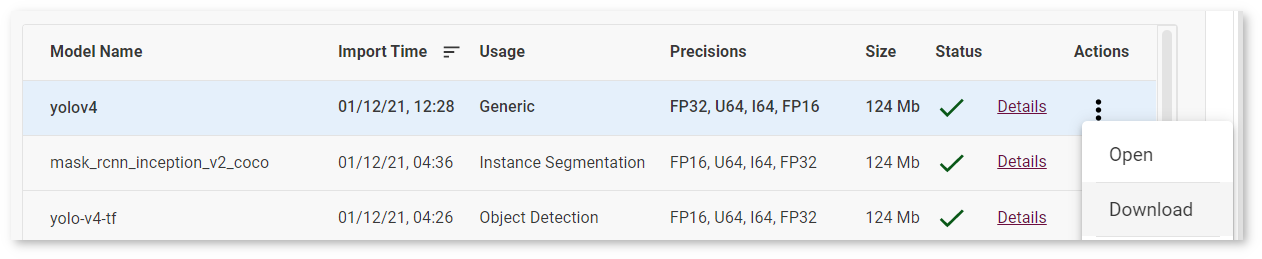 Model Name Import Time Usage Precisions Size Status Actions
yolov4 01/12/21, 12:28 Generic FP32, U64, I64, FP16 124 Mb Details
Open
mask_rcnn_inception_v2_coco 01/12/21, 04:36 Instance Segmentation FP16, U64, I64, FP32 124 Mb Details
Download
yolo-v4-tf 01/12/21, 04:26 Object Detection FP16, U64, I64, FP32 124 Mb Details